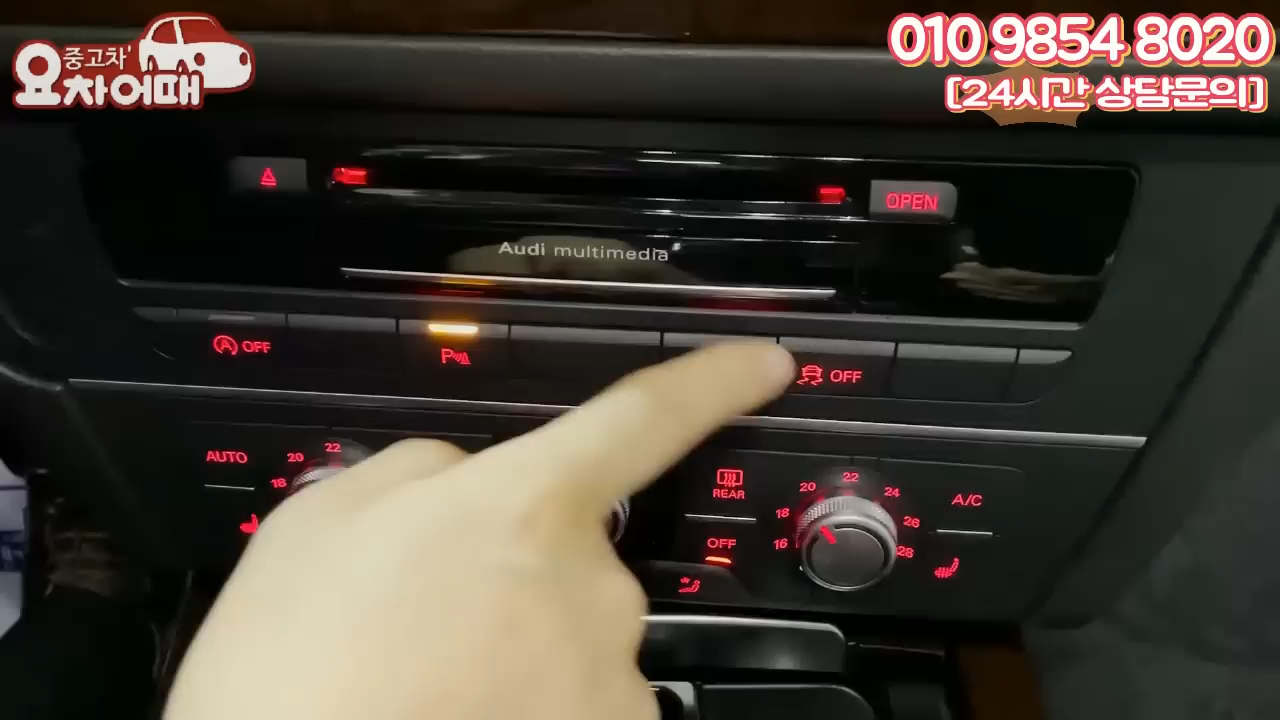 중고차
요차어때
010 9854 8020
[24시간 상담문의]
OPEN
Audi multimedia
A OFF
P
OFF
AUTO
18 20 22
REAR
OFF
16 18 20 22 24 26 28
A/C